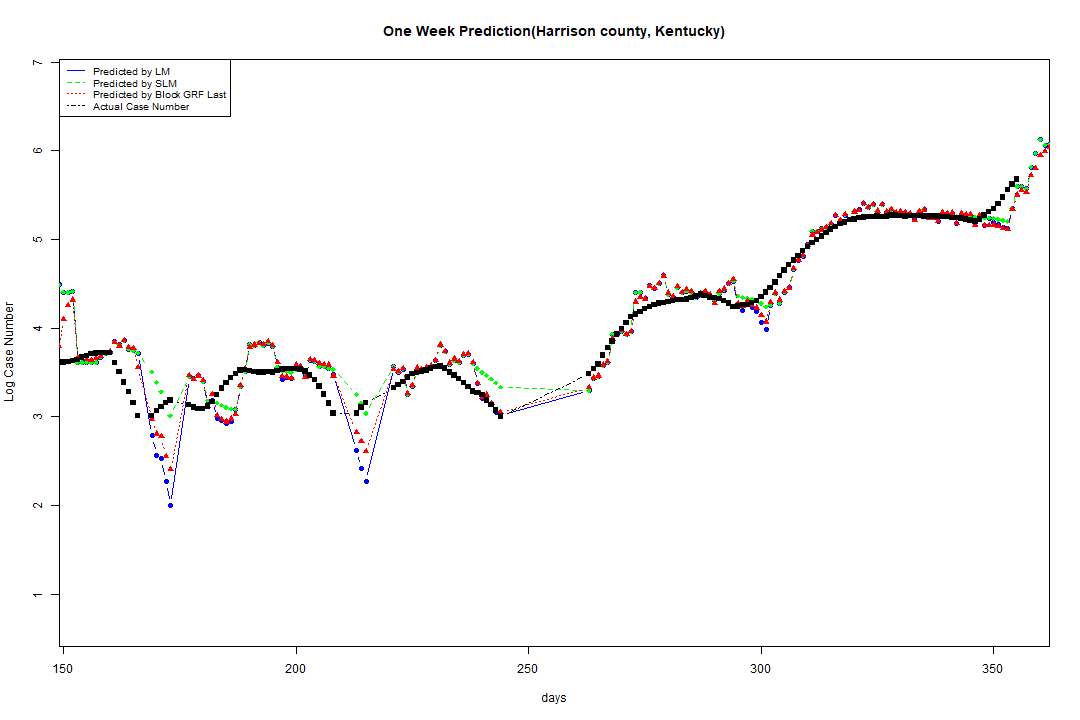 One Week Prediction(Harrison county, Kentucky)
Predicted by LM
Predicted by SLM
Predicted by Block GRF Last
Actual Case Number
7
6
5
4
3
2
1
Log Case Number
150 200 250 300 350
days